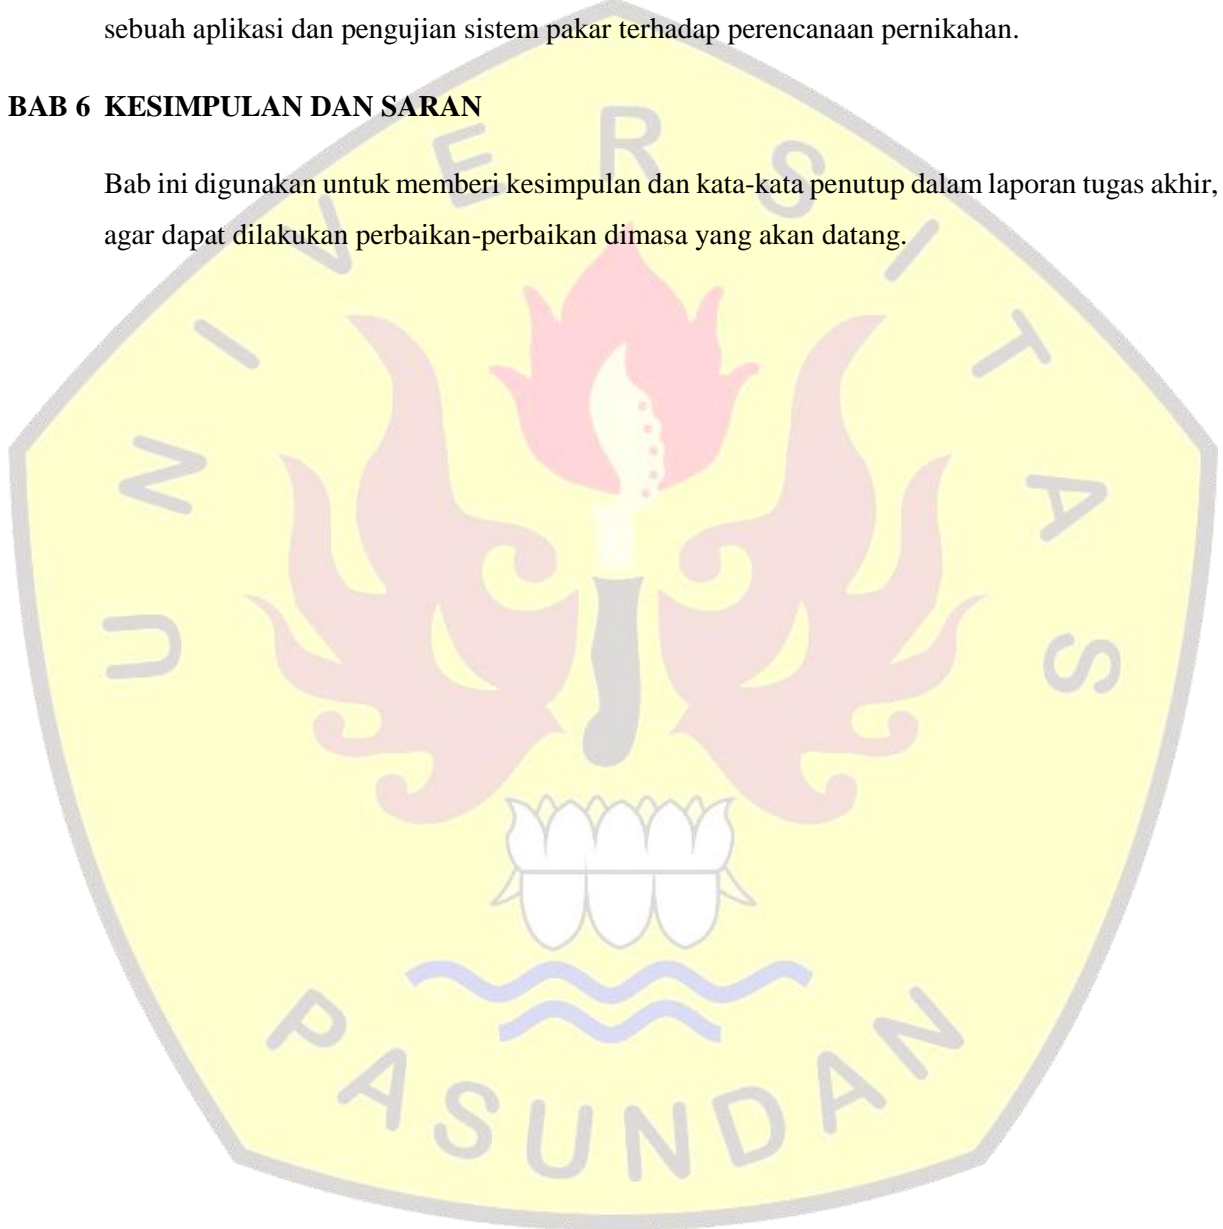 sebuah aplikasi dan pengujian sistem pakar terhadap perencanaan pernikahan.
BAB 6 KESIMPULAN DAN SARAN
Bab ini digunakan untuk memberi kesimpulan dan kata-kata penutup dalam laporan tugas akhir,
agar dapat dilakukan perbaikan-perbaikan dimasa yang akan datang.
UNIVERSITAS
PASUNDAN